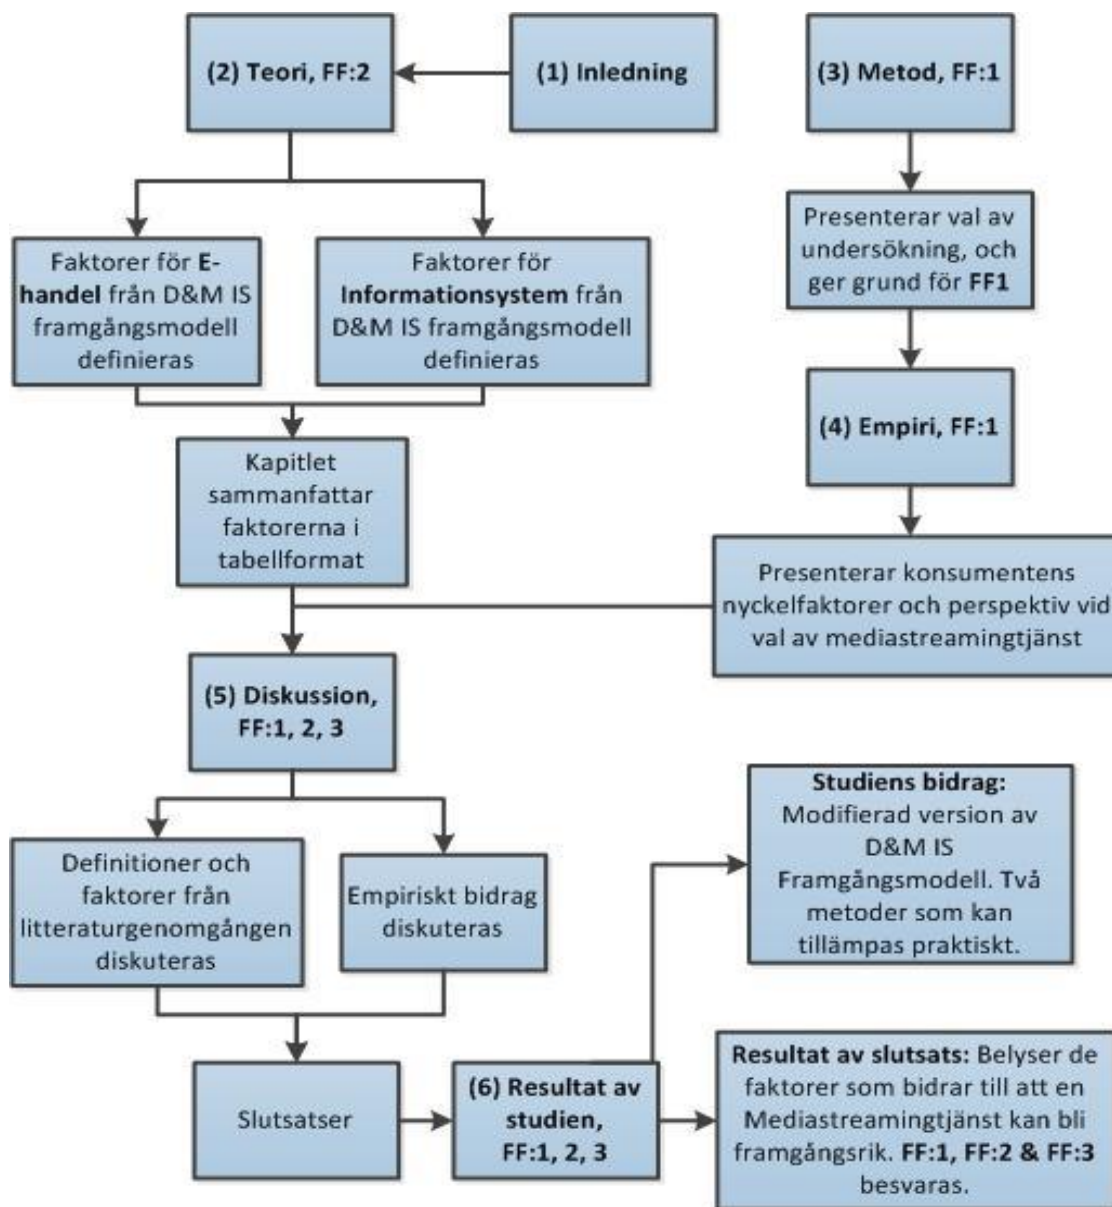 (2) Teori, FF:2
(1) Inledning
(3) Metod, FF:1
Faktorer för E-
handel från D&M IS
framgångsmodell
definieras
Faktorer för
Informationsystem från
D&M IS framgångsmodell
definieras
Presenterar val av
undersökning, och
ger grund för FF1
(4) Empiri, FF:1
Kapitlet
sammanfattar
faktorerna i
tabellformat
Presenterar konsumentens
nyckelfaktorer och perspektiv vid
val av mediastreamingtjänst
(5) Diskussion,
FF:1, 2, 3
Definitioner och
faktorer från
litteraturgenomgången
diskuteras
Empiriskt bidrag
diskuteras
Studiens bidrag:
Modifierad version av
D&M IS
Framgångsmodell. Två
metoder som kan
tillämpas praktiskt.
Slutsatser
(6) Resultat av
studien,
FF:1, 2, 3
Resultat av slutsats: Belyser de
faktorer som bidrar till att en
Mediastreamingtjänst kan bli
framgångsrik. FF:1, FF:2 & FF:3
besvaras.